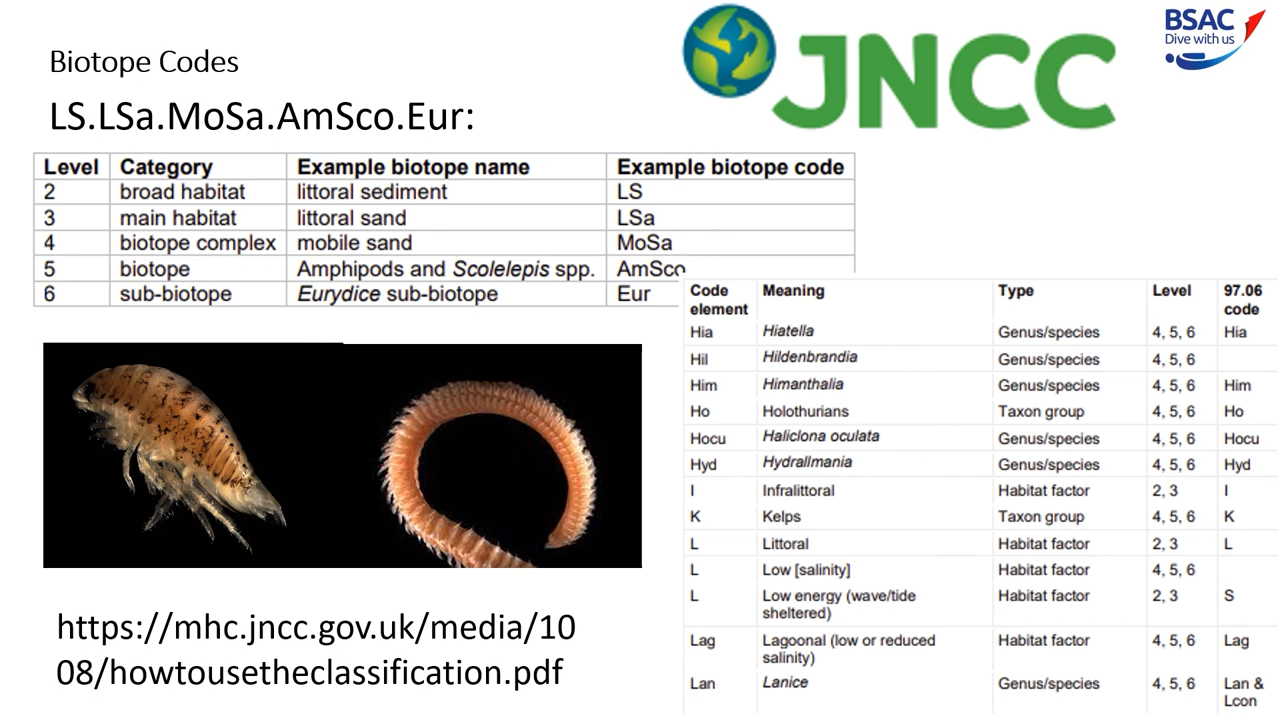 BSAC
Dive with us
JNCC
Biotope Codes
LS.LSa.MoSa.AmSco.Eur:
Level Category Example biotope name Example biotope code
2 broad habitat littoral sediment LS
3 main habitat littoral sand LSa
4 biotope complex mobile sand MoSa
5 biotope Amphipods and Scolelepis spp. AmSco
6 sub-biotope Eurydice sub-biotope Eur
Code element Meaning Type Level 97.06 code
Hia Hiatella Genus/species 4, 5, 6 Hia
Hil Hildenbrandia Genus/species 4, 5, 6
Him Himanthalia Genus/species 4, 5, 6 Him
Ho Holothurians Taxon group 4, 5, 6 Ho
Hocu Haliclona oculata Genus/species 4, 5, 6 Hocu
Hyd Hydrallmania Genus/species 4, 5, 6 Hyd
I Infralittoral Habitat factor 2, 3 I
K Kelps Taxon group 4, 5, 6 K
L Littoral Habitat factor 2, 3 L
L Low [salinity] Habitat factor 4, 5, 6
L Low energy (wave/tide sheltered) Habitat factor 2, 3 S
Lag Lagoonal (low or reduced salinity) Habitat factor 4, 5, 6 Lag
Lan Lanice Genus/species 4, 5, 6 Lan & Lcon
https://mhc.jncc.gov.uk/media/10
08/howtousetheclassification.pdf